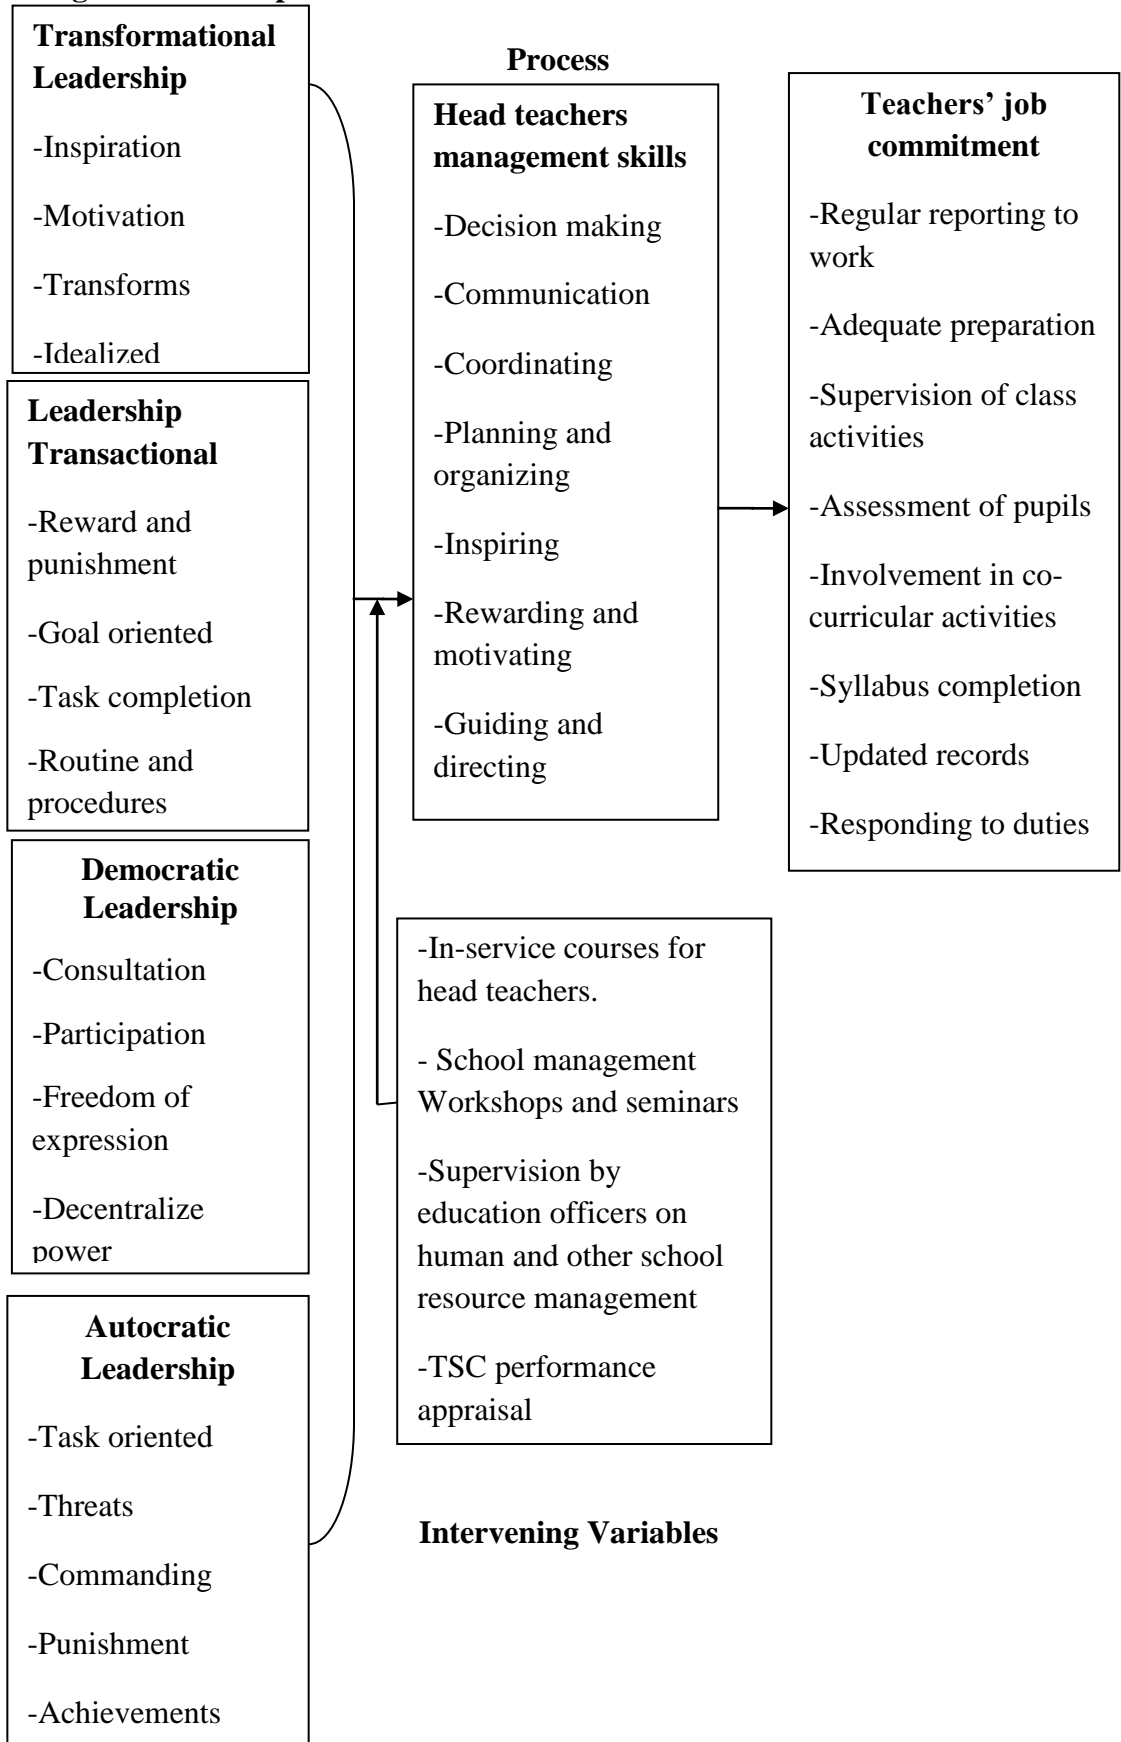 Transformational
Leadership
-Inspiration
-Motivation
-Transforms
-Idealized
Leadership
Transactional
-Reward and
punishment
-Goal oriented
-Task completion
-Routine and
procedures
Democratic
Leadership
-Consultation
-Participation
-Freedom of
expression
-Decentralize
power
Autocratic
Leadership
-Task oriented
-Threats
-Commanding
-Punishment
-Achievements
Process
Head teachers
management skills
-Decision making
-Communication
-Coordinating
-Planning and
organizing
-Inspiring
-Rewarding and
motivating
-Guiding and
directing
-In-service courses for
head teachers.
- School management
Workshops and seminars
-Supervision by
education officers on
human and other school
resource management
-TSC performance
appraisal
Intervening Variables
Teachers’ job
commitment
-Regular reporting to
work
-Adequate preparation
-Supervision of class
activities
-Assessment of pupils
-Involvement in co-
curricular activities
-Syllabus completion
-Updated records
-Responding to duties